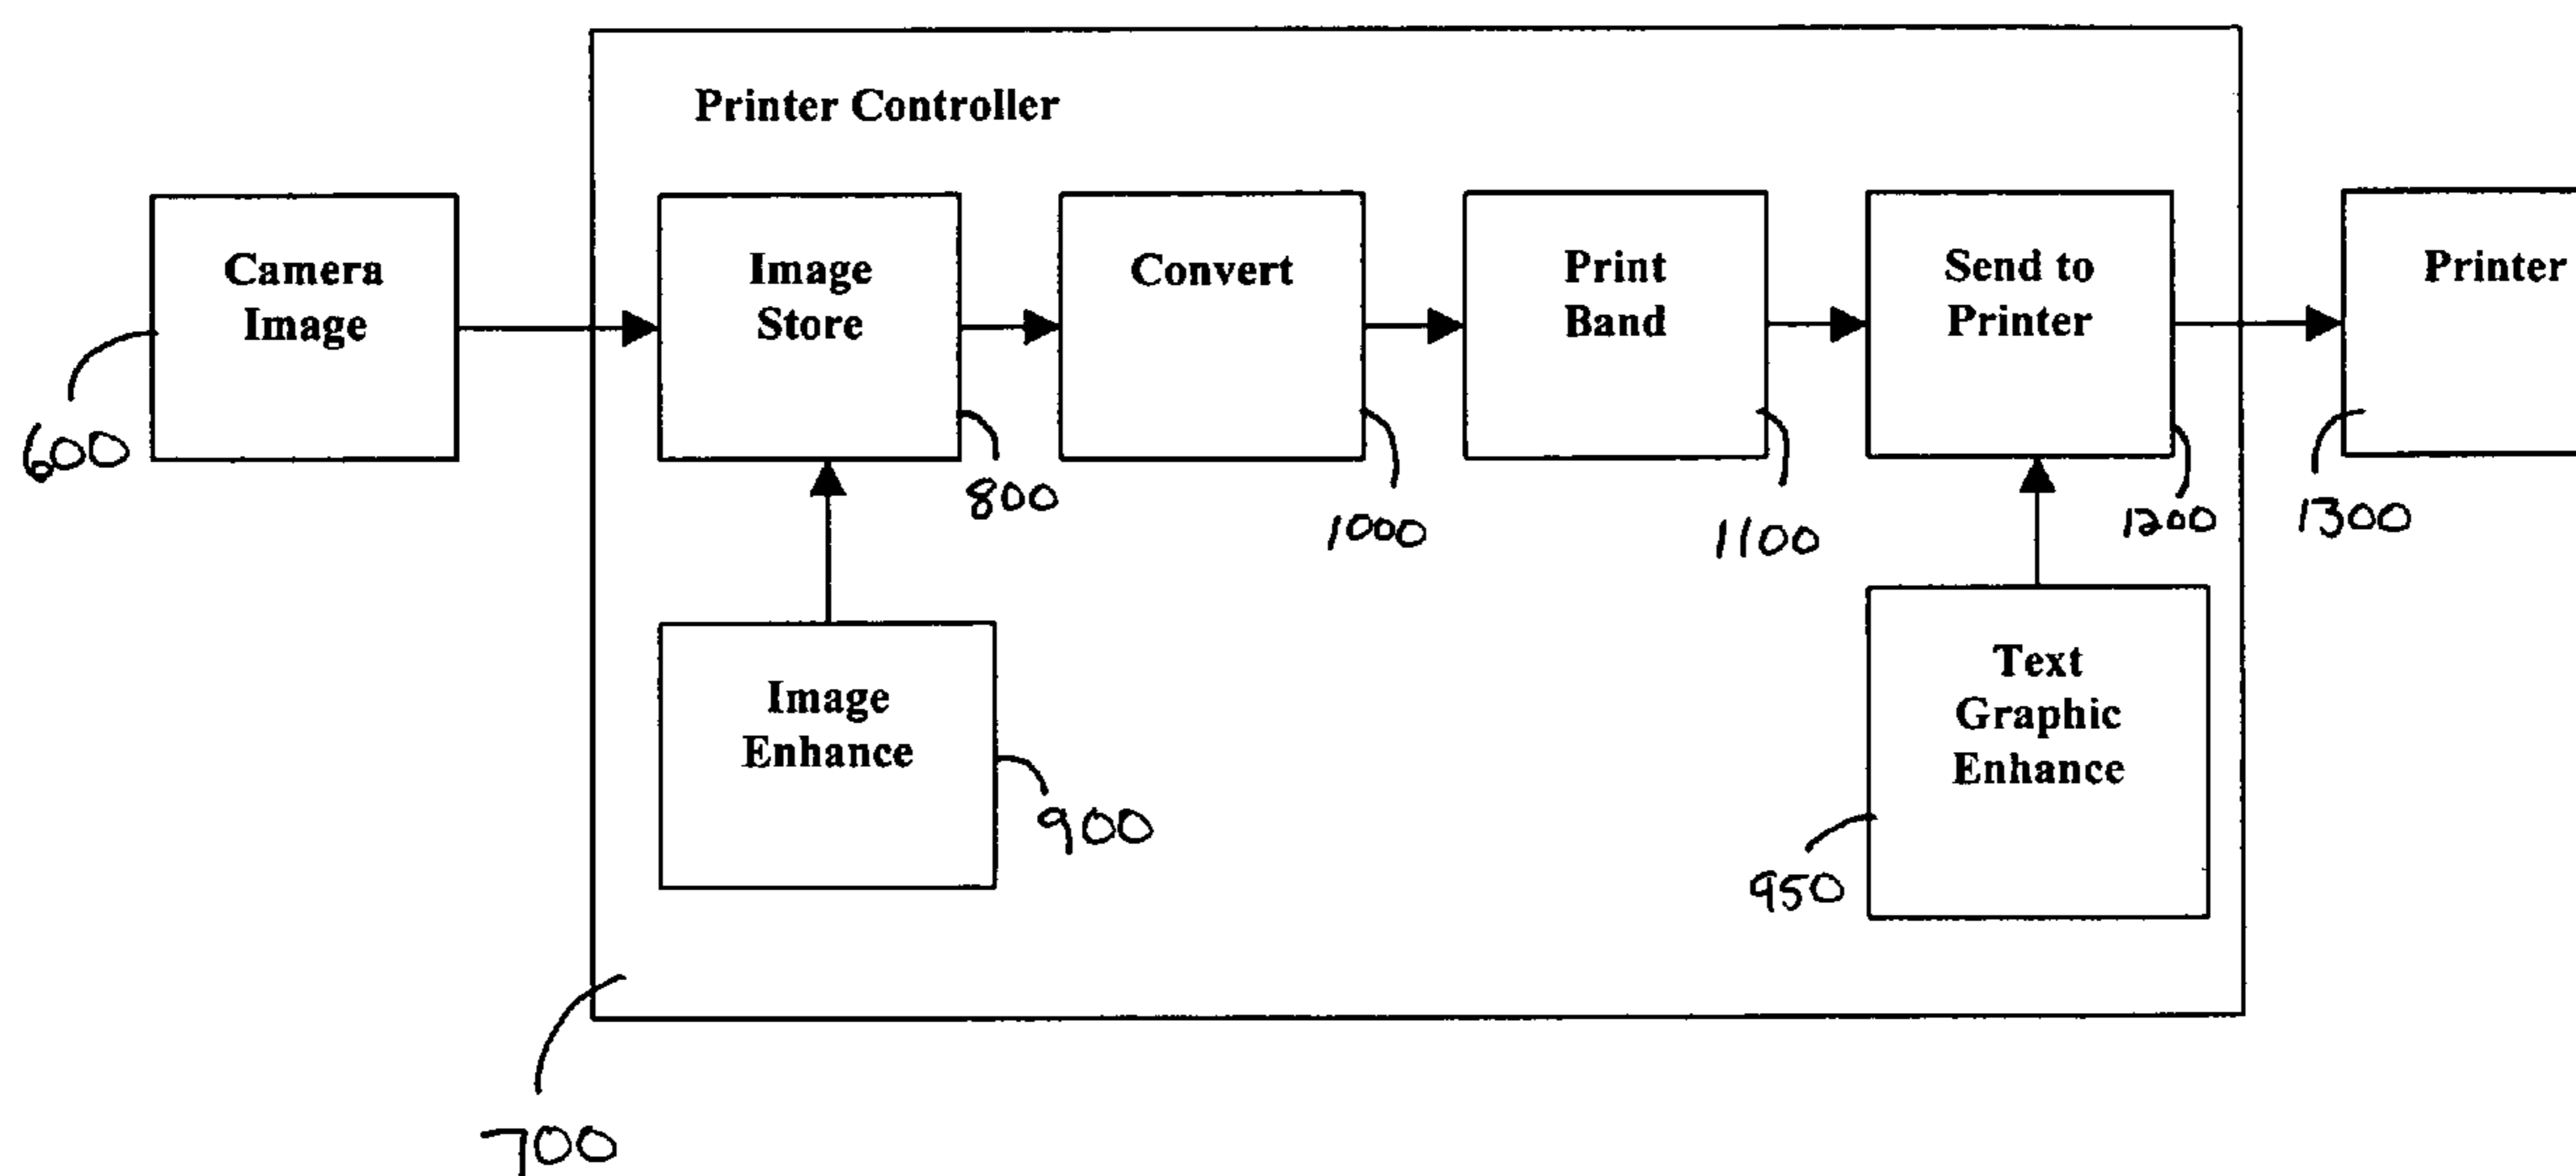 Printer Controller
Camera
Image
Image
Store
Convert
Print
Band
Send to
Printer
Printer
600
800
1000
1100
1200
1300
Image
Enhance
Text
Graphic
Enhance
900
950
700